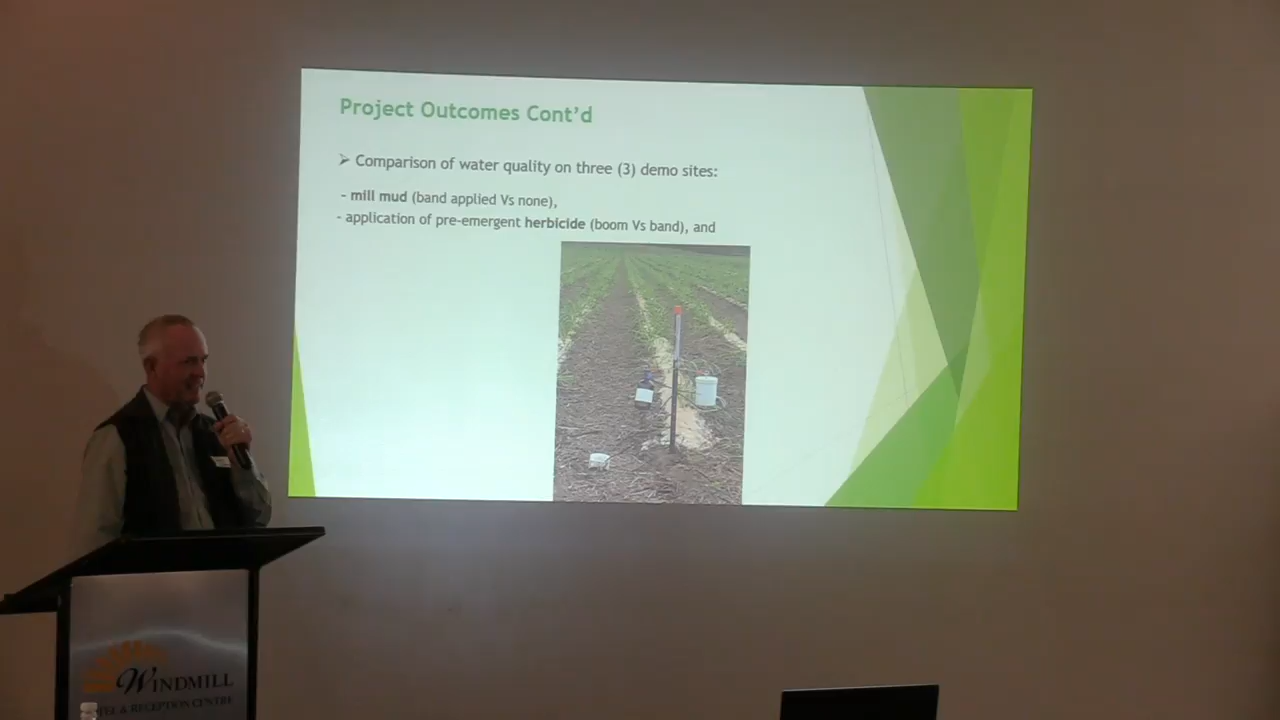 Project Outcomes Cont'd
➤ Comparison of water quality on three (3) demo sites:
- mill mud (band applied Vs none),
- application of pre-emergent herbicide (boom Vs band), and
WINDMILL
& RECEPTION CENTRE